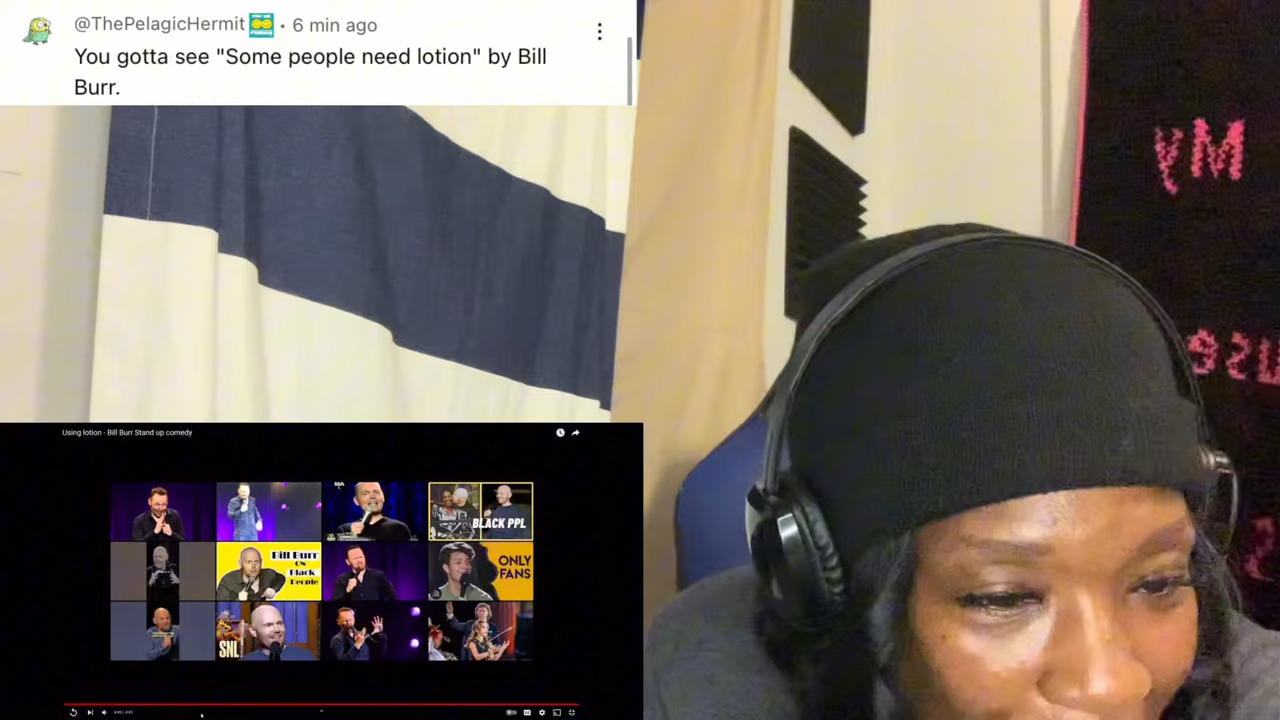 @ThePelagicHermit · 6 min ago
You gotta see "Some people need lotion" by Bill
Burr.
My
Using lotion - Bill Burr Stand up comedy
BLACK PPL
Bill Burr
ON
Black
People
ONLY
FANS
SNL